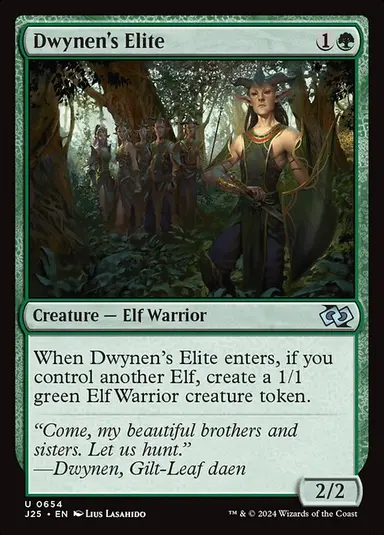 Dwynen's Elite 1
Creature — Elf Warrior
When Dwynen's Elite enters, if you
control another Elf, create a 1/1
green Elf Warrior creature token.
"Come, my beautiful brothers and
sisters. Let us hunt."
—Dwynen, Gilt-Leaf daen
2/2
U 0654
J25 • EN Lius Lasahido
™ & © 2024 Wizards of the Coast